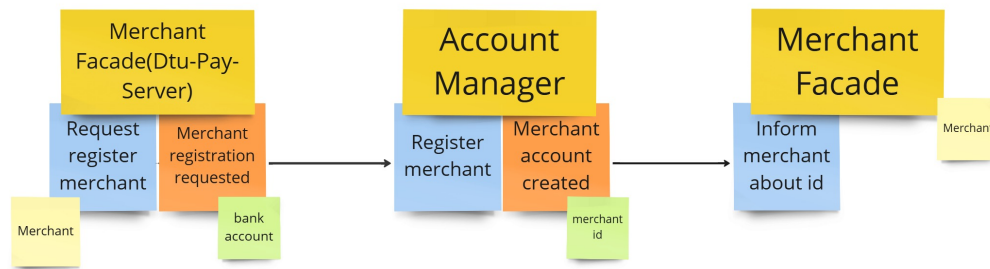 Merchant
Facade(Dtu-Pay-
Server)
Request
register
merchant
Merchant
registration
requested
Merchant
bank
account
Account
Manager
Register
merchant
Merchant
account
created
merchant
id
Merchant
Facade
Inform
merchant
about id
Merchant